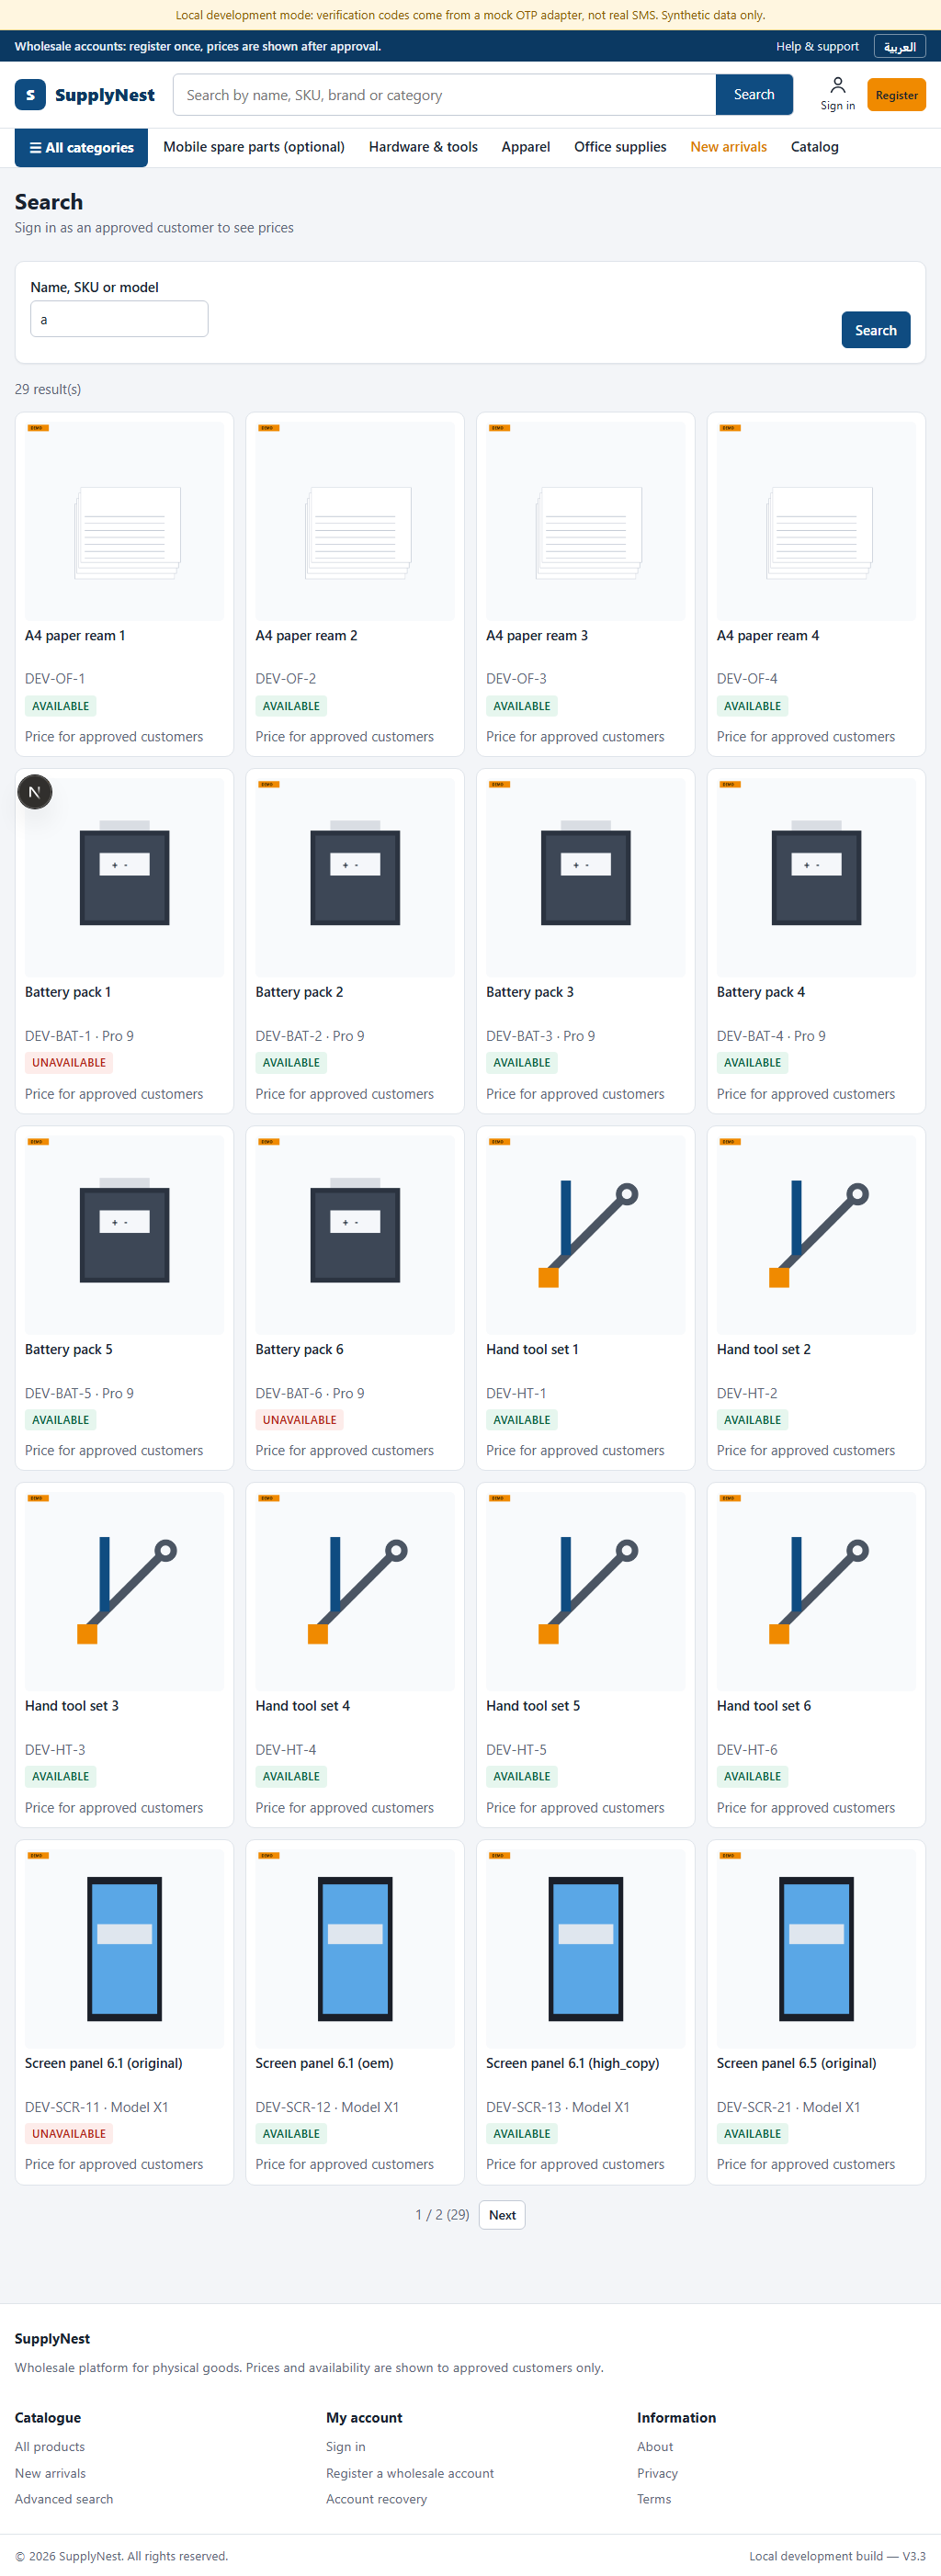 Local development mode: verification codes come from a mock OTP adapter, not real SMS. Synthetic data only.
Wholesale accounts: register once, prices are shown after approval.
Help & support
العربية
S SupplyNest
Search by name, SKU, brand or category
Search
Sign in
Register
☰ All categories
Mobile spare parts (optional)
Hardware & tools
Apparel
Office supplies
New arrivals
Catalog
Search
Sign in as an approved customer to see prices
Name, SKU or model
a
Search
29 result(s)
DEMO
DEMO
DEMO
DEMO
A4 paper ream 1
A4 paper ream 2
A4 paper ream 3
A4 paper ream 4
DEV-OF-1
DEV-OF-2
DEV-OF-3
DEV-OF-4
AVAILABLE
AVAILABLE
AVAILABLE
AVAILABLE
Price for approved customers
Price for approved customers
Price for approved customers
Price for approved customers
N
DEMO
DEMO
DEMO
+ -
+ -
+ -
+ -
Battery pack 1
Battery pack 2
Battery pack 3
Battery pack 4
DEV-BAT-1 · Pro 9
DEV-BAT-2 · Pro 9
DEV-BAT-3 · Pro 9
DEV-BAT-4 · Pro 9
UNAVAILABLE
AVAILABLE
AVAILABLE
AVAILABLE
Price for approved customers
Price for approved customers
Price for approved customers
Price for approved customers
DEMO
DEMO
DEMO
DEMO
+ -
+ -
Battery pack 5
Battery pack 6
Hand tool set 1
Hand tool set 2
DEV-BAT-5 · Pro 9
DEV-BAT-6 · Pro 9
DEV-HT-1
DEV-HT-2
AVAILABLE
UNAVAILABLE
AVAILABLE
AVAILABLE
Price for approved customers
Price for approved customers
Price for approved customers
Price for approved customers
DEMO
DEMO
DEMO
DEMO
Hand tool set 3
Hand tool set 4
Hand tool set 5
Hand tool set 6
DEV-HT-3
DEV-HT-4
DEV-HT-5
DEV-HT-6
AVAILABLE
AVAILABLE
AVAILABLE
AVAILABLE
Price for approved customers
Price for approved customers
Price for approved customers
Price for approved customers
DEMO
DEMO
DEMO
DEMO
Screen panel 6.1 (original)
Screen panel 6.1 (oem)
Screen panel 6.1 (high_copy)
Screen panel 6.5 (original)
DEV-SCR-11 · Model X1
DEV-SCR-12 · Model X1
DEV-SCR-13 · Model X1
DEV-SCR-21 · Model X1
UNAVAILABLE
AVAILABLE
AVAILABLE
AVAILABLE
Price for approved customers
Price for approved customers
Price for approved customers
Price for approved customers
1 / 2 (29)
Next
SupplyNest
Wholesale platform for physical goods. Prices and availability are shown to approved customers only.
Catalogue
My account
Information
All products
Sign in
About
New arrivals
Register a wholesale account
Privacy
Advanced search
Account recovery
Terms
© 2026 SupplyNest. All rights reserved.
Local development build — V3.3